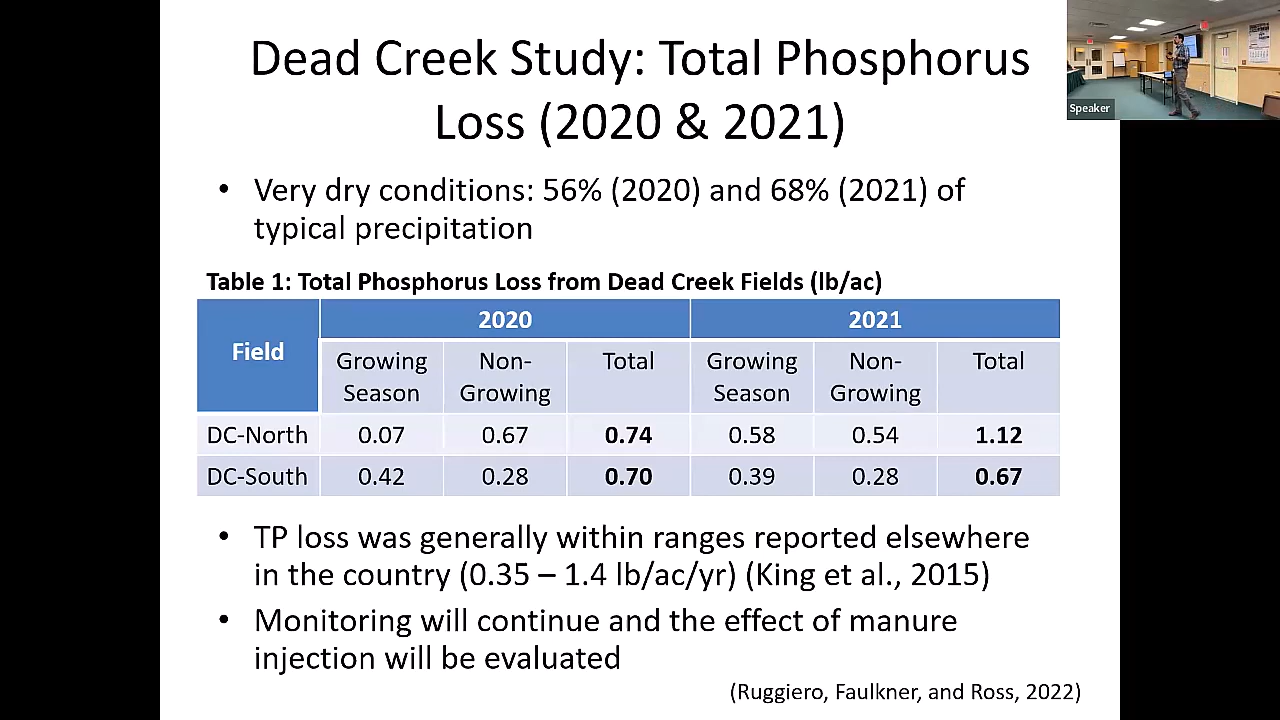 Dead Creek Study: Total Phosphorus
Loss (2020 & 2021)
Speaker
• Very dry conditions: 56% (2020) and 68% (2021) of
typical precipitation
Table 1: Total Phosphorus Loss from Dead Creek Fields (lb/ac)
Field 2020 2021
Growing Season Non-Growing Total Growing Season Non-Growing Total
DC-North 0.07 0.67 0.74 0.58 0.54 1.12
DC-South 0.42 0.28 0.70 0.39 0.28 0.67
• TP loss was generally within ranges reported elsewhere
in the country (0.35 – 1.4 lb/ac/yr) (King et al., 2015)
• Monitoring will continue and the effect of manure
injection will be evaluated
(Ruggiero, Faulkner, and Ross, 2022)